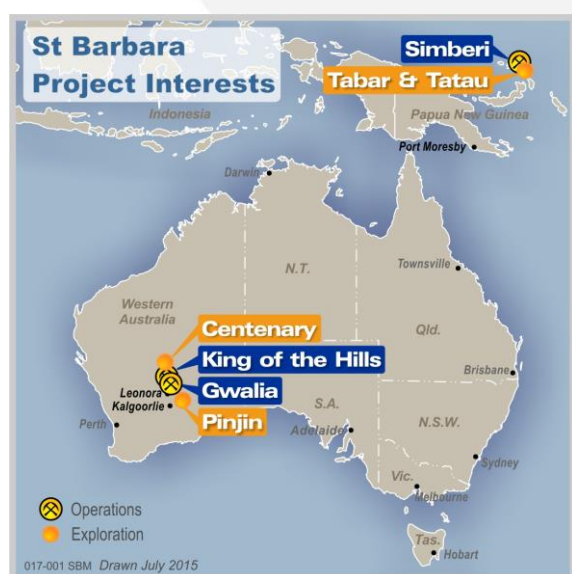 St Barbara
Project Interests
Simberi
Tabar & Tatau
Indonesia
Papua New Guinea
Port Moresby
Darwin
N.T.
Townsville
Western
Australia
Qld.
Centenary
King of the Hills
Gwalia
Pinjin
Leonora
Kalgoorlie
Brisbane
Perth
S.A.
Adelaide
N.S.W.
Sydney
Vic.
Melbourne
Tas.
Hobart
Operations
Exploration
017-001 SBM Drawn July 2015